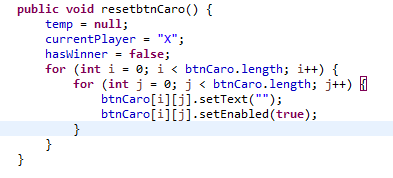 public void resetbtnCaro() {
    temp = null;
    currentPlayer = "X";
    hasWinner = false;
    for (int i = 0; i < btnCaro.length; i++) {
        for (int j = 0; j < btnCaro.length; j++) {
            btnCaro[i][j].setText("");
            btnCaro[i][j].setEnabled(true);
        }
    }
}